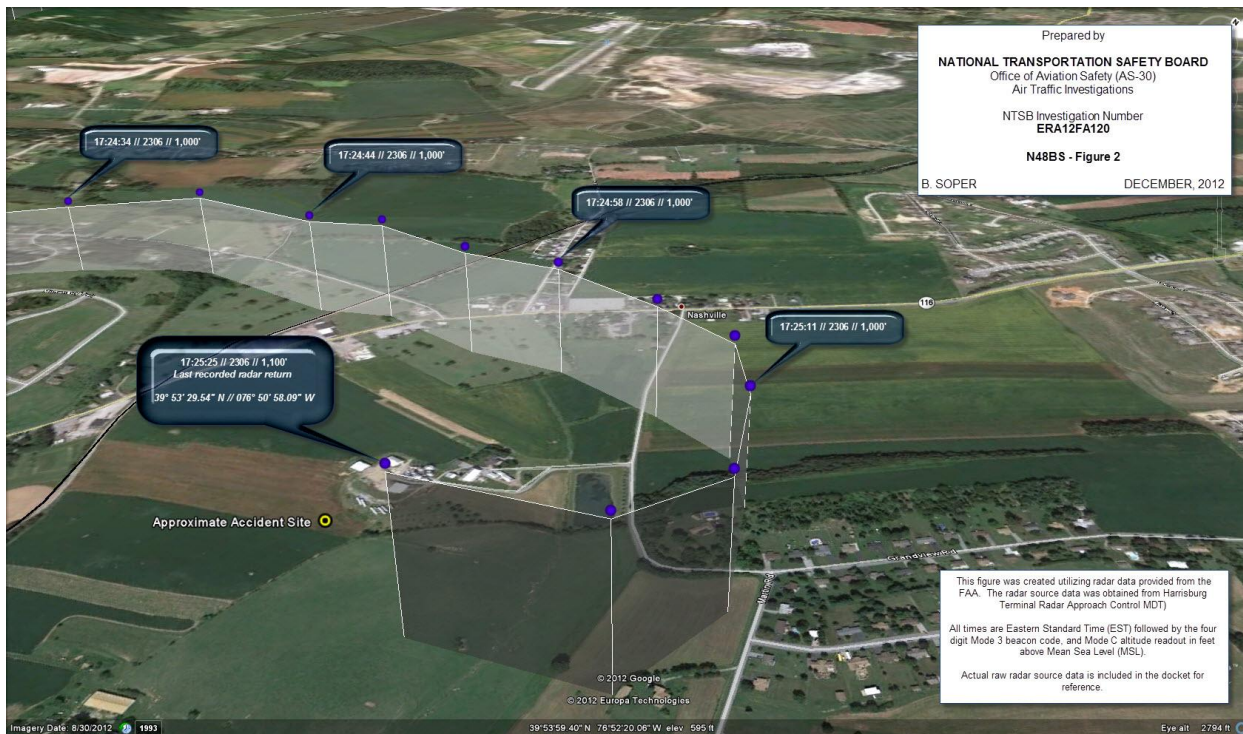 Prepared by
NATIONAL TRANSPORTATION SAFETY BOARD
Office of Aviation Safety (AS-30)
Air Traffic Investigations
NTSB Investigation Number
ERA12FA120
N48BS - Figure 2
B. SOPER DECEMBER, 2012
17:24:34 // 2306 // 1,000'
17:24:44 // 2306 // 1,000'
17:24:58 // 2306 // 1,000'
116
Nashville
17:25:11 // 2306 // 1,000'
17:25:25 // 2306 // 1,100'
Last recorded radar return
39° 53' 29.54" N // 076° 50' 58.09" W
Approximate Accident Site
Grandview Rd
Martin Rd
This figure was created utilizing radar data provided from the
FAA. The radar source data was obtained from Harrisburg
Terminal Radar Approach Control MDT)
All times are Eastern Standard Time (EST) followed by the four
digit Mode 3 beacon code, and Mode C altitude readout in feet
above Mean Sea Level (MSL).
Actual raw radar source data is included in the docket for
reference.
© 2012 Google
© 2012 Europa Technologies
Imagery Date: 8/30/2012 1993 39°53'59.40" N 76°52'20.06" W elev 595 ft Eye alt 2794 ft